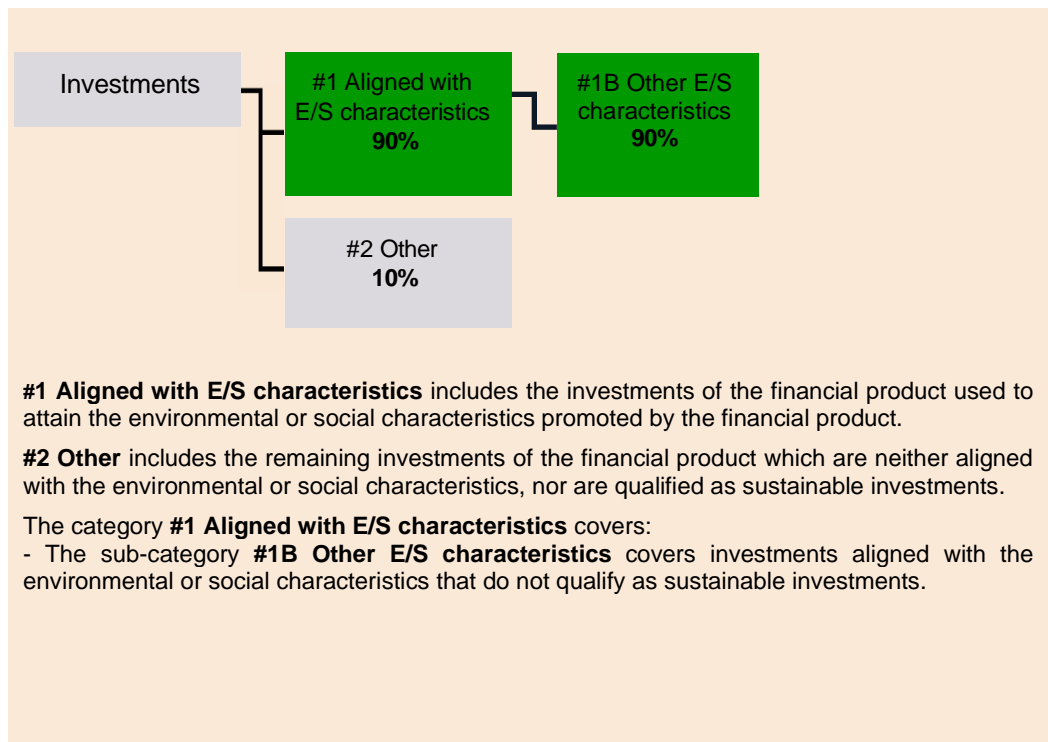 Investments
#1 Aligned with
E/S characteristics
90%
#1B Other E/S
characteristics
90%
#2 Other
10%
#1 Aligned with E/S characteristics includes the investments of the financial product used to
attain the environmental or social characteristics promoted by the financial product.
#2 Other includes the remaining investments of the financial product which are neither aligned
with the environmental or social characteristics, nor are qualified as sustainable investments.
The category #1 Aligned with E/S characteristics covers:
- The sub-category #1B Other E/S characteristics covers investments aligned with the
environmental or social characteristics that do not qualify as sustainable investments.